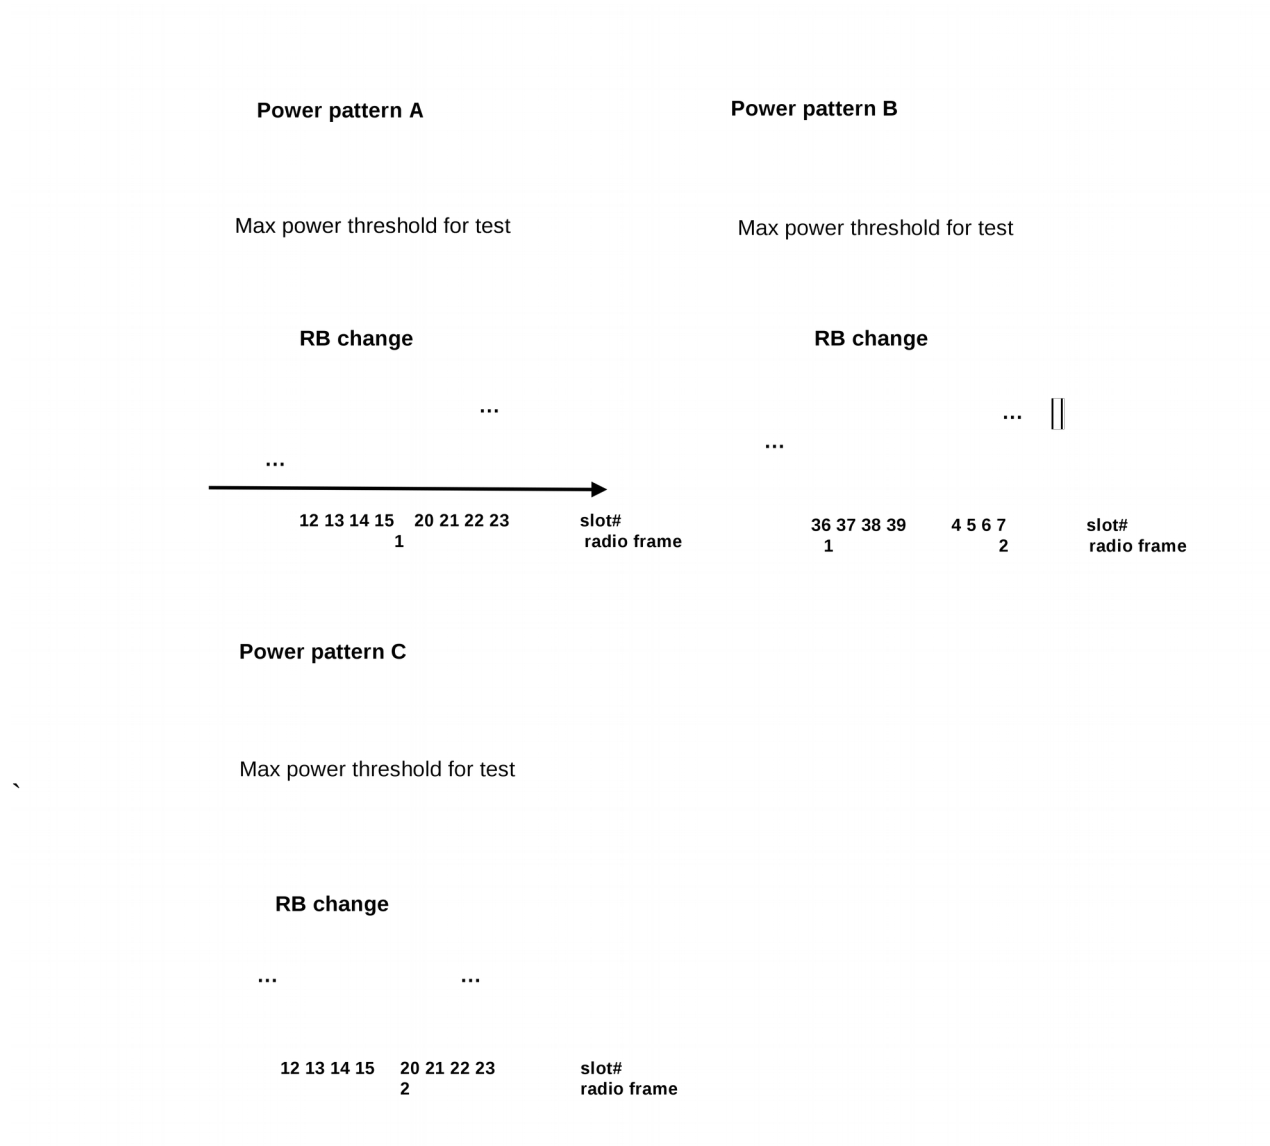 Power pattern A
Max power threshold for test
RB change
...
...
12 13 14 15 20 21 22 23 slot#
1 radio frame
Power pattern B
Max power threshold for test
RB change
...
...
36 37 38 39 4 5 6 7 slot#
1 2 radio frame
Power pattern C
`
Max power threshold for test
RB change
... ...
12 13 14 15 20 21 22 23 slot#
2 radio frame